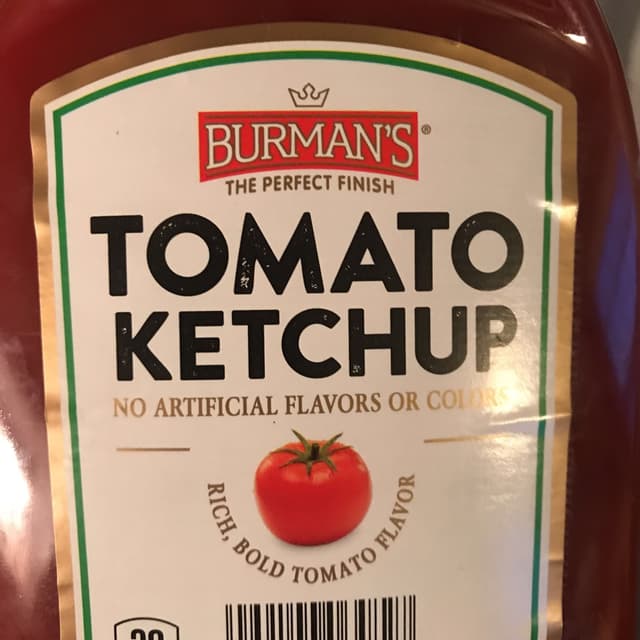 BURMAN'S®
THE PERFECT FINISH
TOMATO
KETCHUP
NO ARTIFICIAL FLAVORS OR COLORS
RICH, BOLD TOMATO FLAVOR